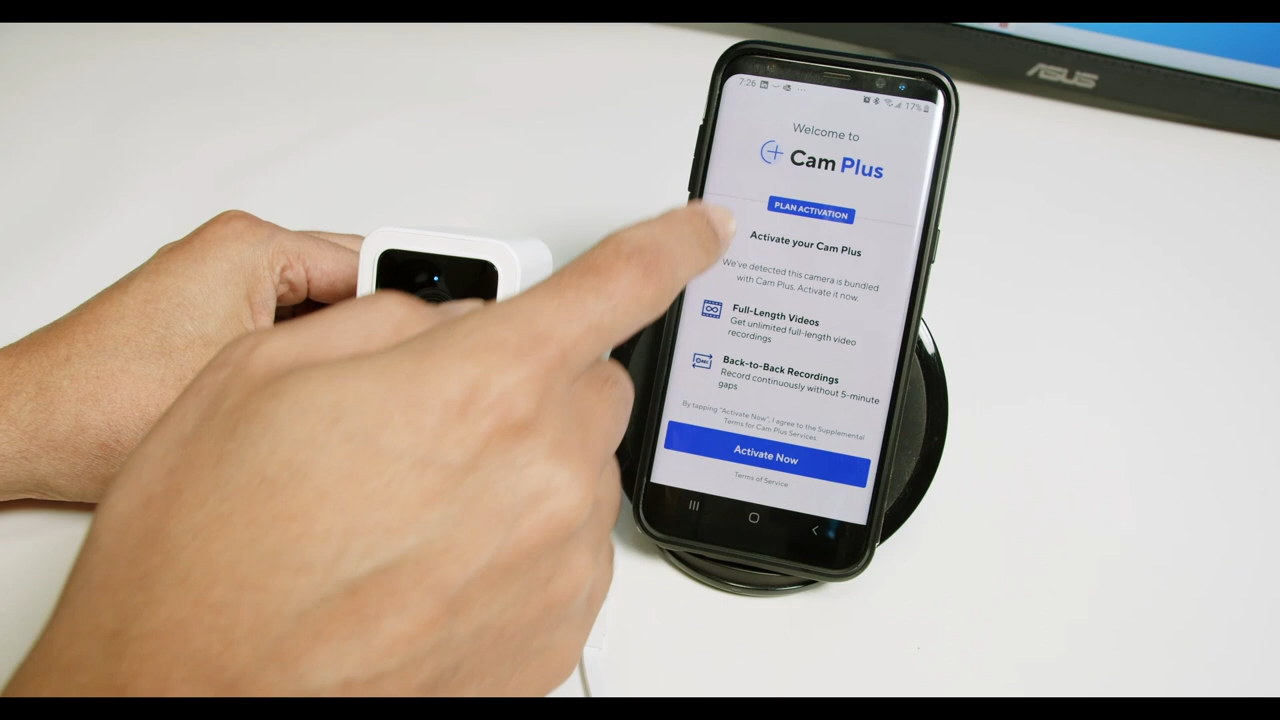 ASUS
7:26
17%
Welcome to
Cam Plus
PLAN ACTIVATION
Activate your Cam Plus
We've detected this camera is bundled
with Cam Plus. Activate it now.
Full-Length Videos
Get unlimited full-length video
recordings
Back-to-Back Recordings
Record continuously without 5-minute
gaps
By tapping "Activate Now", I agree to the Supplemental
Terms for Cam Plus Services.
Activate Now
Terms of Service